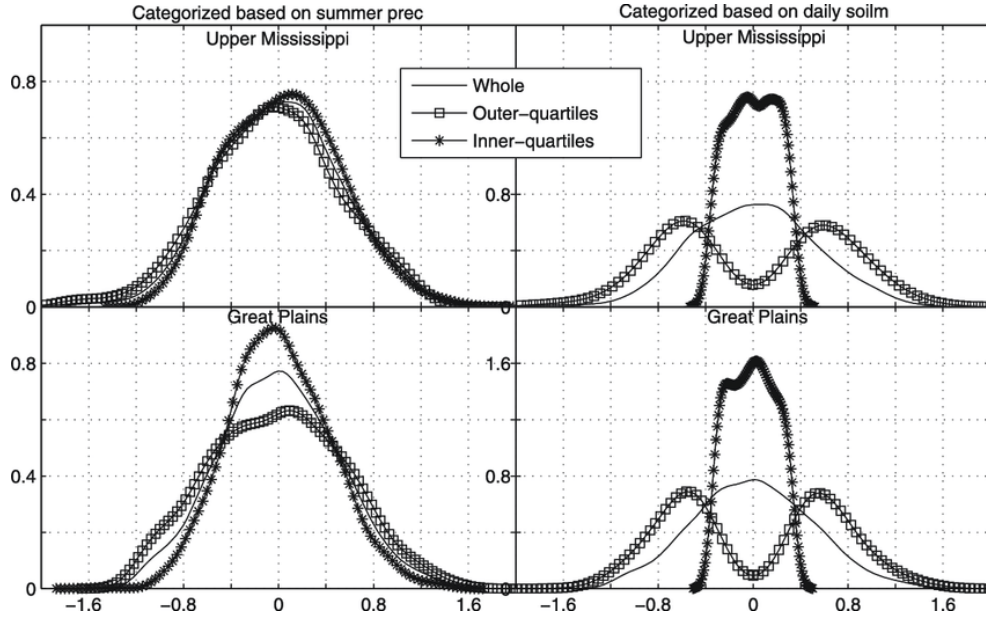 Categorized based on summer prec
Categorized based on daily soilm
Upper Mississippi
Upper Mississippi
Whole
Outer-quartiles
Inner-quartiles
0.8
0.4
0
0.8
0
Great Plains
Great Plains
0.8
0.4
0
1.6
0.8
-1.6 -0.8 0 0.8 1.6
-1.6 -0.8 0 0.8 1.6